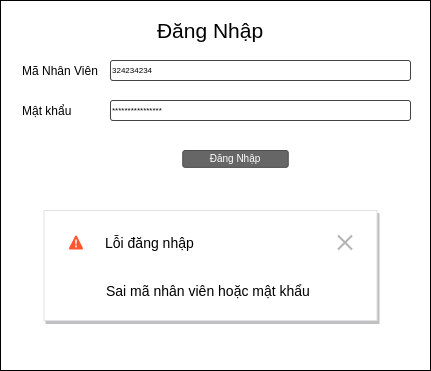 Đăng Nhập
Mã Nhân Viên 324234234
Mật khẩu ****************
Đăng Nhập
Lỗi đăng nhập
Sai mã nhân viên hoặc mật khẩu